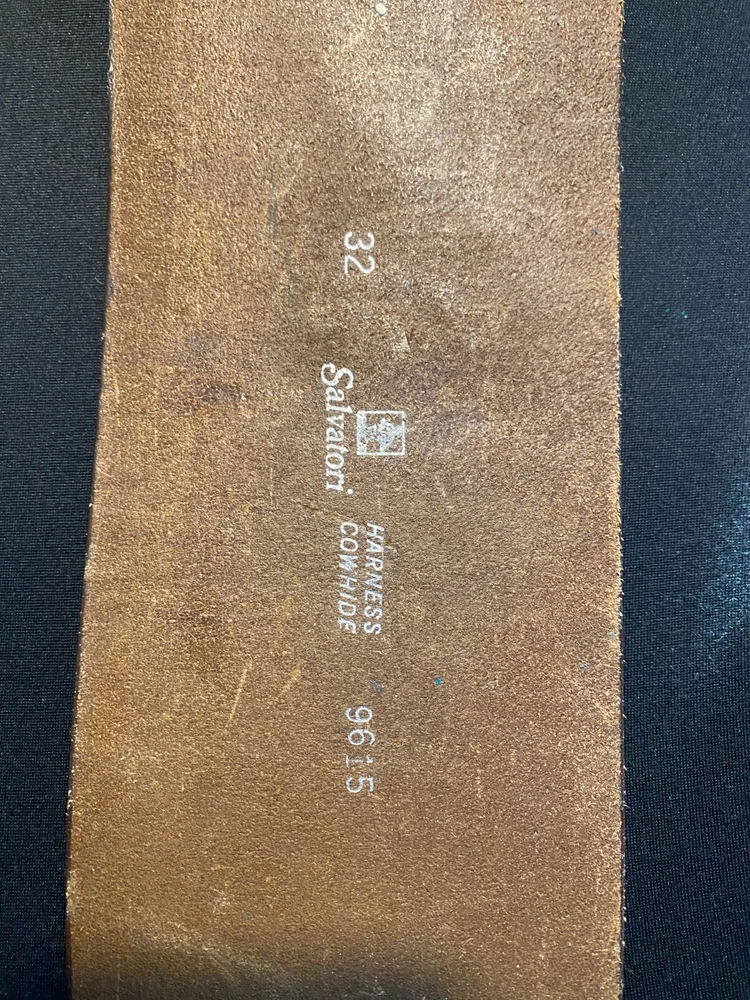 32
Salvatori
HARNESS
COWHIDE
9615